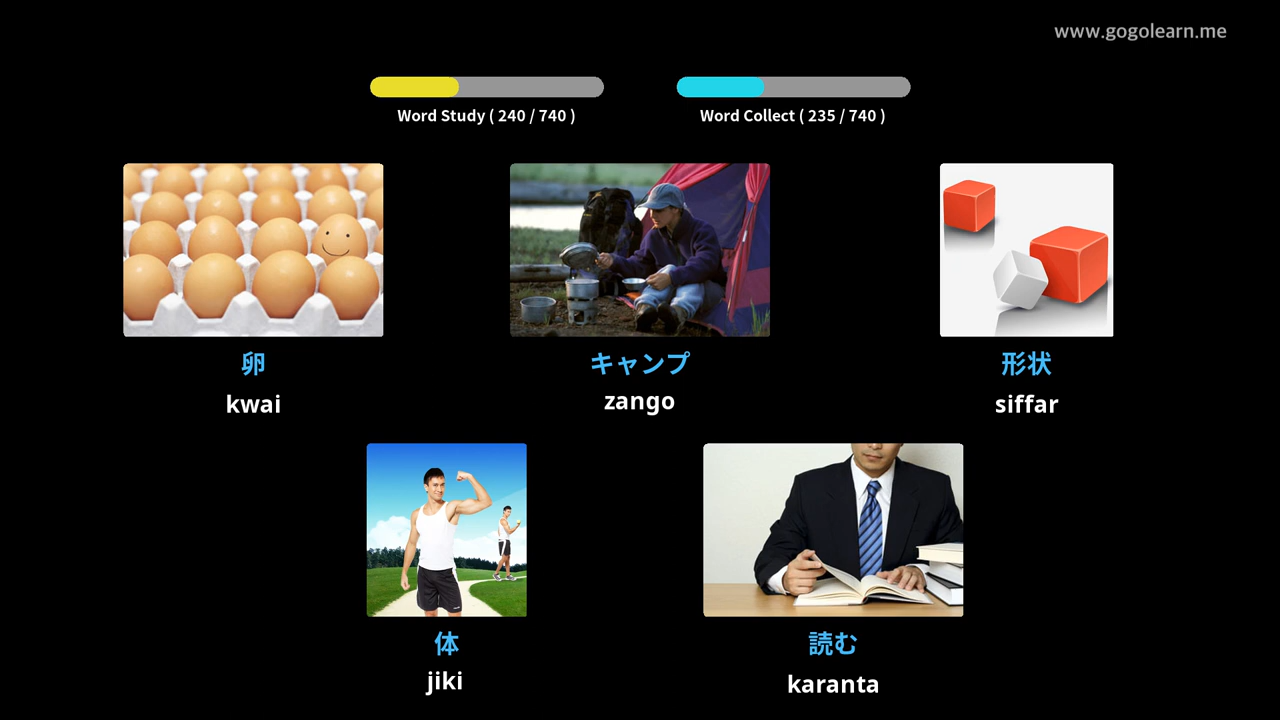 www.gogolearn.me
Word Study ( 240 / 740 )
Word Collect ( 235 / 740 )
卵
kwai
キャンプ
zango
形状
siffar
体
jiki
読む
karanta